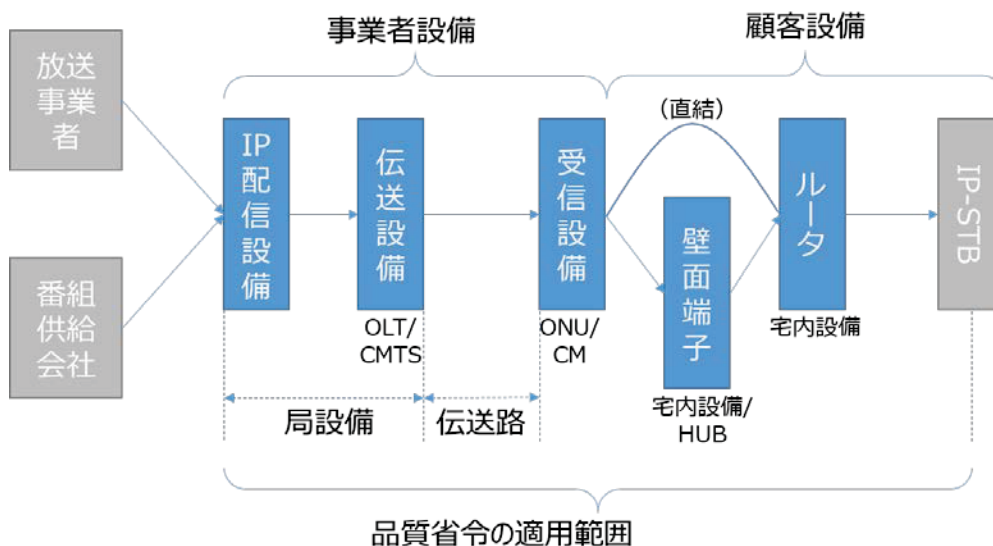 事業者設備
顧客設備
放送
事業
者
番組
供給
会社
IP
配
信
設
備
伝
送
設
備
OLT/
CMTS
受
信
設
備
ONU/
CM
(直結)
壁
面
端
子
宅内設備/
HUB
ルータ
宅内設備
IP-STB
局設備
伝送路
品質省令の適用範囲